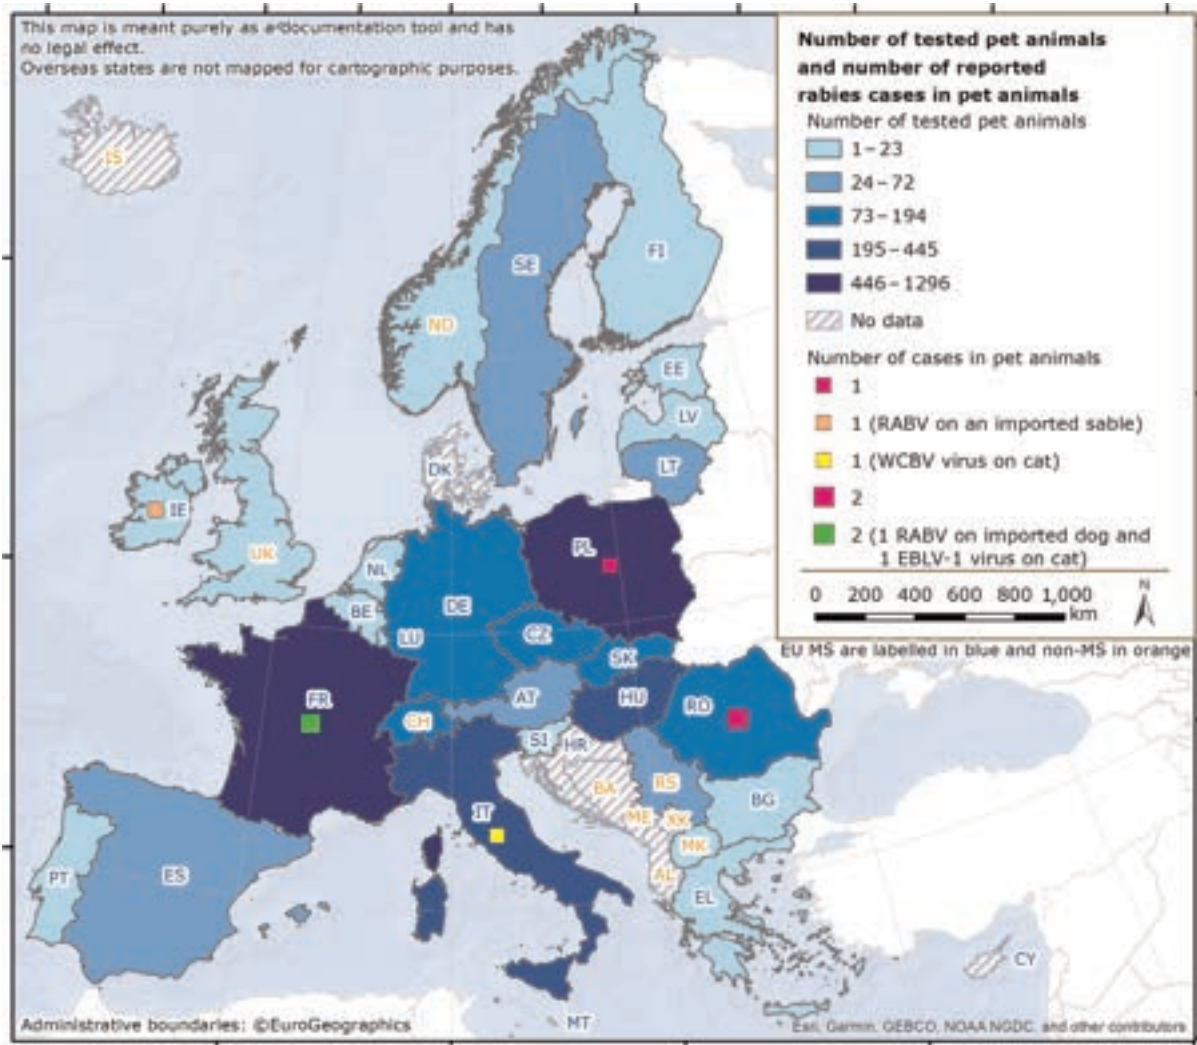 This map is meant purely as a documentation tool and has
no legal effect.
Overseas states are not mapped for cartographic purposes.
Number of tested pet animals
and number of reported
rabies cases in pet animals
Number of tested pet animals
1–23
24–72
73–194
195–445
446–1296
No data
Number of cases in pet animals
1
1 (RABV on an imported sable)
1 (WCBV virus on cat)
2
2 (1 RABV on imported dog and
1 EBLV-1 virus on cat)
0 200 400 600 800 1,000
km
N
EU MS are labelled in blue and non-MS in orange
IS
SE
FI
NO
EE
LV
LT
DK
IE
UK
NL
BE
LU
DE
PL
CZ
SK
FR
CH
AT
HU
RO
SI
HR
BA
RS
ME
XK
BG
MK
AL
EL
IT
PT
ES
CY
MT
Administrative boundaries: ©EuroGeographics
Esri, Garmin, GEBCO, NOAA NGDC, and other contributors